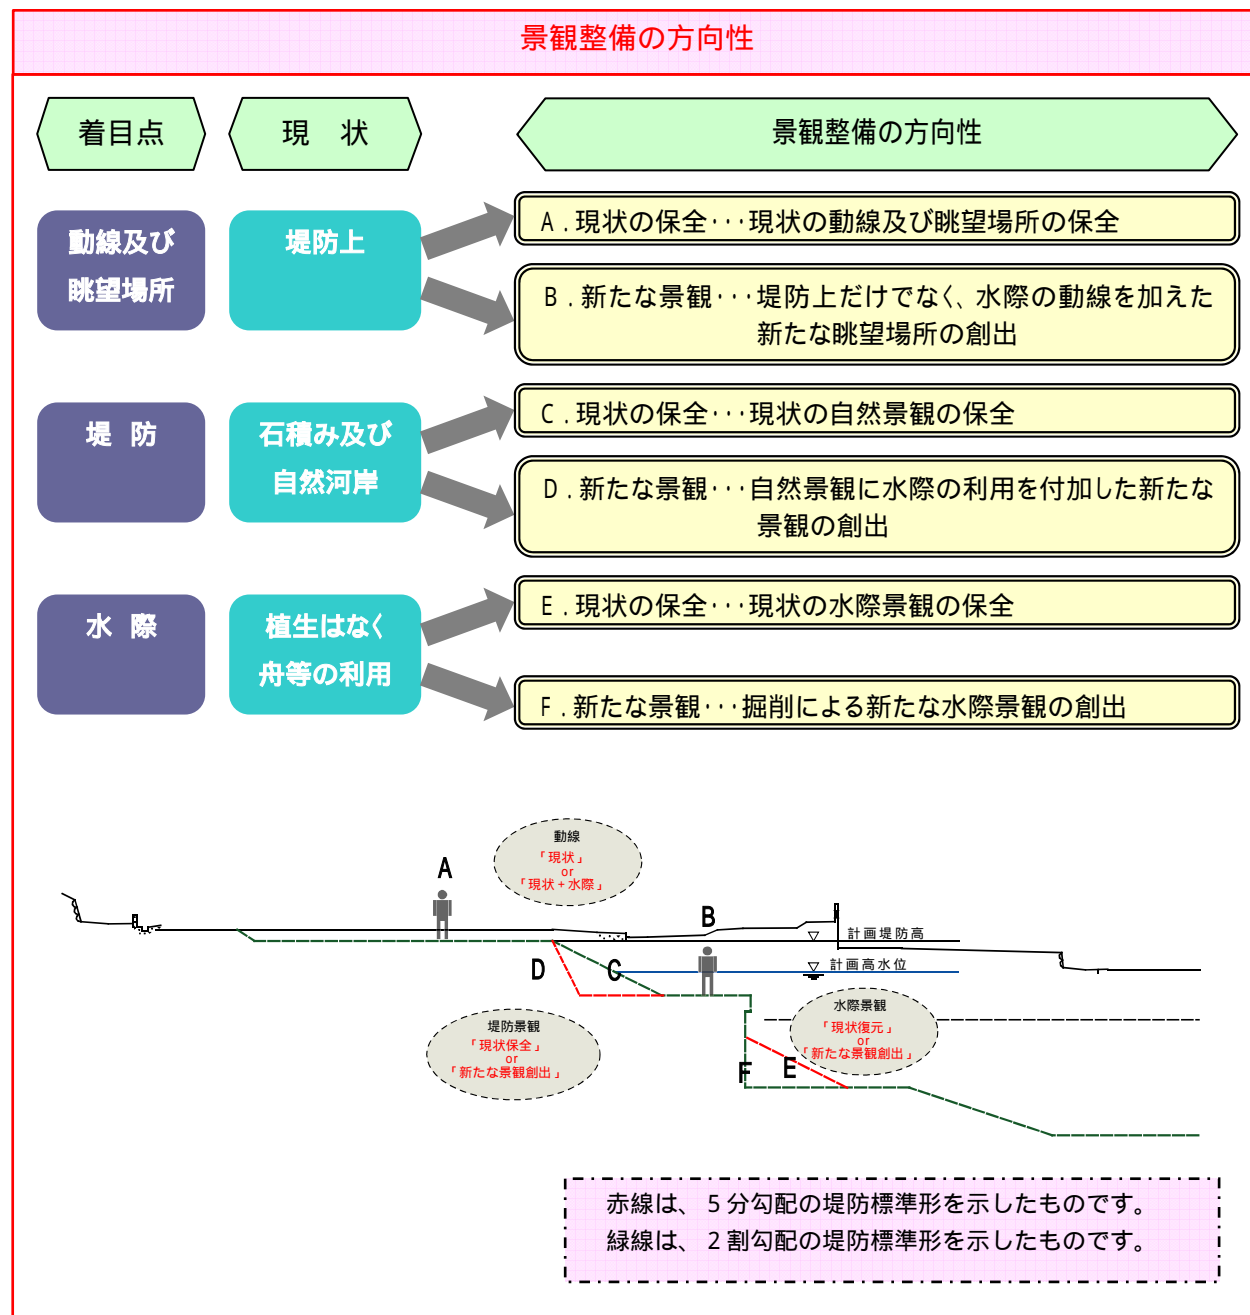 景観整備の方向性
着目点
現　状
景観整備の方向性
動線及び
眺望場所
堤防上
A．現状の保全･･･現状の動線及び眺望場所の保全
B．新たな景観･･･堤防上だけでなく、水際の動線を加えた
新たな眺望場所の創出
堤 防
石積み及び
自然河岸
C．現状の保全･･･現状の自然景観の保全
D．新たな景観･･･自然景観に水際の利用を付加した新たな
景観の創出
水 際
植生はなく
舟等の利用
E．現状の保全･･･現状の水際景観の保全
F．新たな景観･･･掘削による新たな水際景観の創出
動線
「現状」
or
「現状+水際」
A
B
計画堤防高
計画高水位
D
C
堤防景観
「現状保全」
or
「新たな景観創出」
水際景観
「現状復元」
or
「新たな景観創出」
F
E
赤線は、5分勾配の堤防標準形を示したものです。
緑線は、2割勾配の堤防標準形を示したものです。